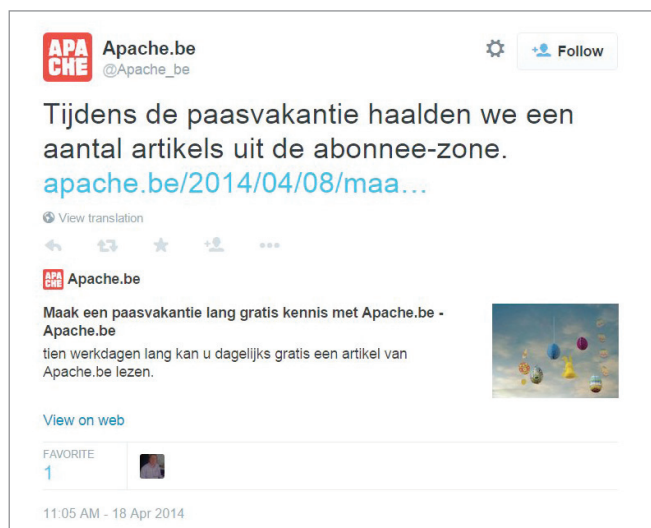 APA
CHE
Apache.be
@Apache_be
Follow
Tijdens de paasvakantie haalden we een
aantal artikels uit de abonnee-zone.
apache.be/2014/04/08/maa…
View translation
APA
CHE
Apache.be
Maak een paasvakantie lang gratis kennis met Apache.be -
Apache.be
tien werkdagen lang kan u dagelijks gratis een artikel van
Apache.be lezen.
View on web
FAVORITE
1
11:05 AM - 18 Apr 2014